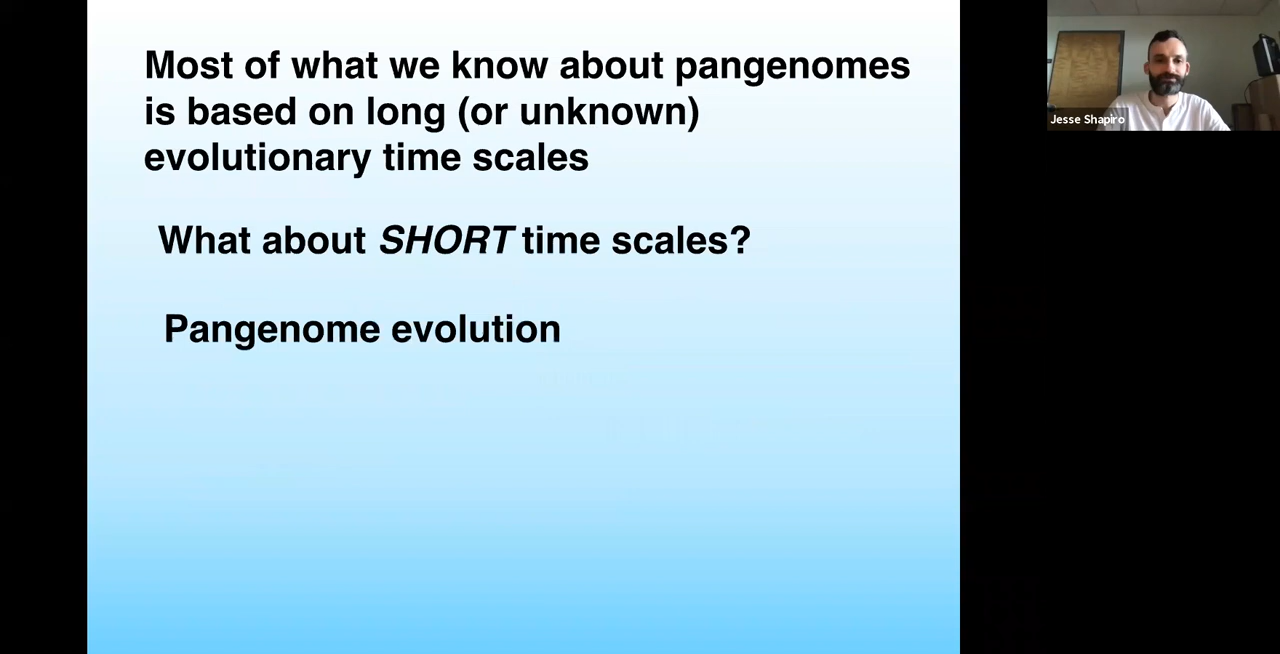 Most of what we know about pangenomes
is based on long (or unknown)
evolutionary time scales
What about SHORT time scales?
Pangenome evolution
Jesse Shapiro